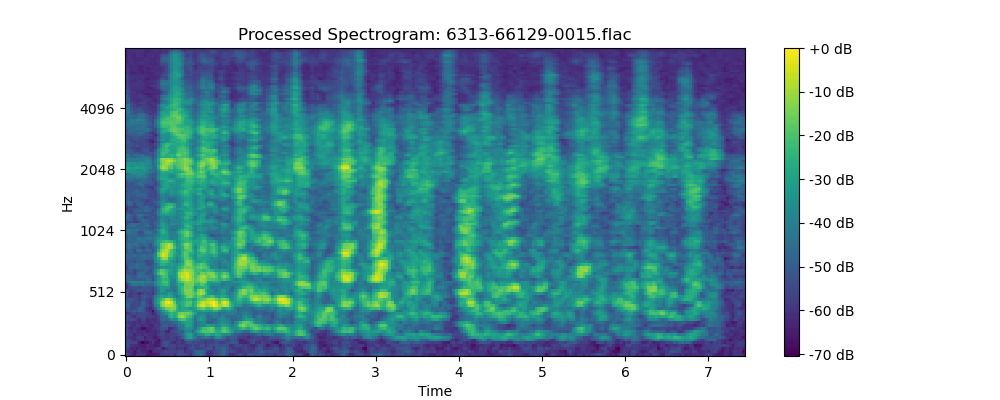 Processed Spectrogram: 6313-66129-0015.flac
+0 dB
4096
-10 dB
-20 dB
2048
-30 dB
Hz
1024
-40 dB
-50 dB
512
-60 dB
0
-70 dB
0 1 2 3 4 5 6 7
Time